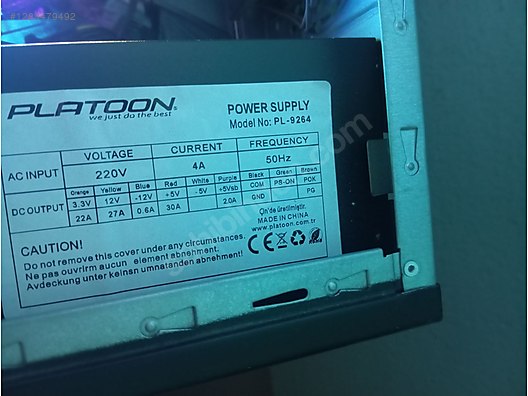 PLATOON
we just do the best
POWER SUPPLY
Model No: PL-9264
AC INPUT VOLTAGE CURRENT FREQUENCY
220V 4A 50Hz
DC OUTPUT Orange Yellow Blue Red White Purple Black Green Brown
3.3V 12V -12V +5V -5V +5Vsb COM PS-ON POK
22A 27A 0.6A 30A 2.0A GND PG
CAUTION!
Do not remove this cover under any circumstances.
Ne pas ouvrirm aucun element abnehment.
Avdeckung unter keinsan umnatanden abnehment!
Çin'de üretilmiştir.
MADE IN CHINA
www.platoon.com.tr
CE